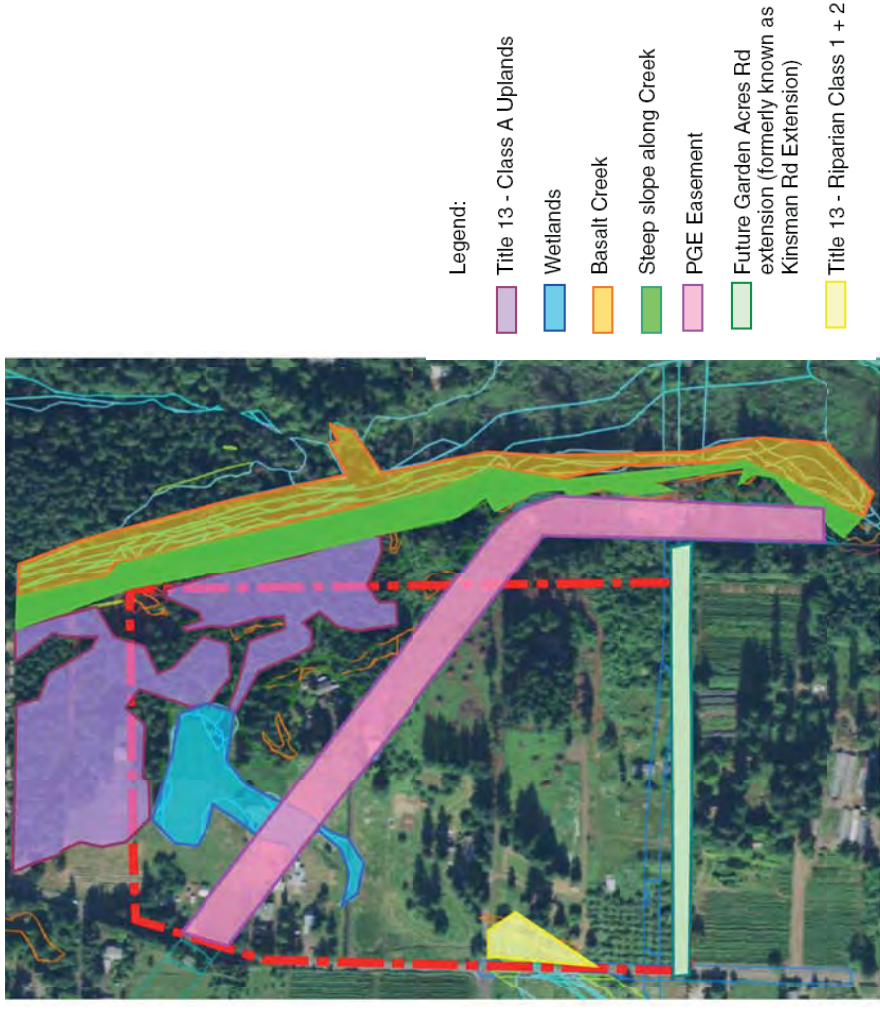 Legend:
Title 13 - Class A Uplands
Wetlands
Basalt Creek
Steep slope along Creek
PGE Easement
Future Garden Acres Rd
extension (formerly known as
Kinsman Rd Extension)
Title 13 - Riparian Class 1 + 2